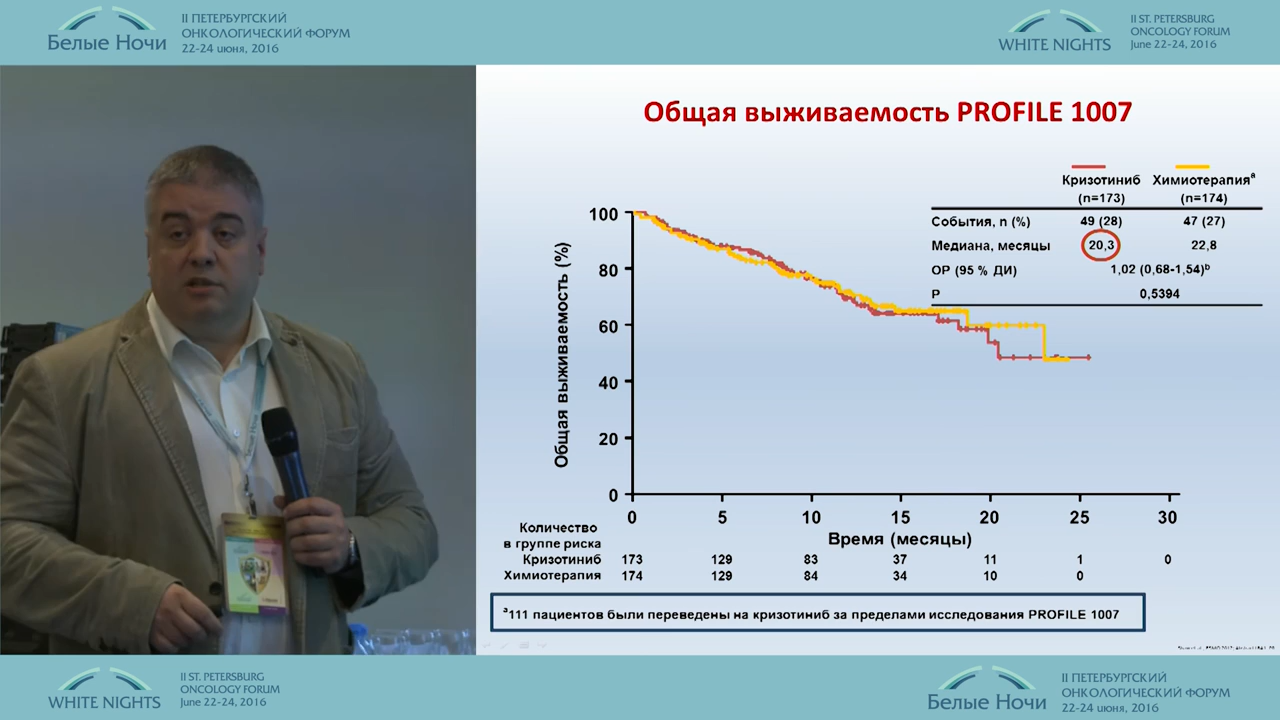 Белые Ночи
II ПЕТЕРБУРГСКИЙ
ОНКОЛОГИЧЕСКИЙ ФОРУМ
22-24 июня, 2016
WHITE NIGHTS
II ST. PETERSBURG
ONCOLOGY FORUM
June 22-24, 2016
Общая выживаемость PROFILE 1007
Кризотиниб Химиотерапияᵃ
(n=173) (n=174)
События, n (%) 49 (28) 47 (27)
Медиана, месяцы 20,3 22,8
ОР (95 % ДИ) 1,02 (0,68-1,54)ᵇ
P 0,5394
Общая выживаемость (%)
100
80
60
40
20
0
0 5 10 15 20 25 30
Время (месяцы)
Количество
в группе риска
Кризотиниб 173 129 83 37 11 1 0
Химиотерапия 174 129 84 34 10 0
ᵃ111 пациентов были переведены на кризотиниб за пределами исследования PROFILE 1007
WHITE NIGHTS
II ST. PETERSBURG
ONCOLOGY FORUM
June 22-24, 2016
Белые Ночи
II ПЕТЕРБУРГСКИЙ
ОНКОЛОГИЧЕСКИЙ ФОРУМ
22-24 июня, 2016